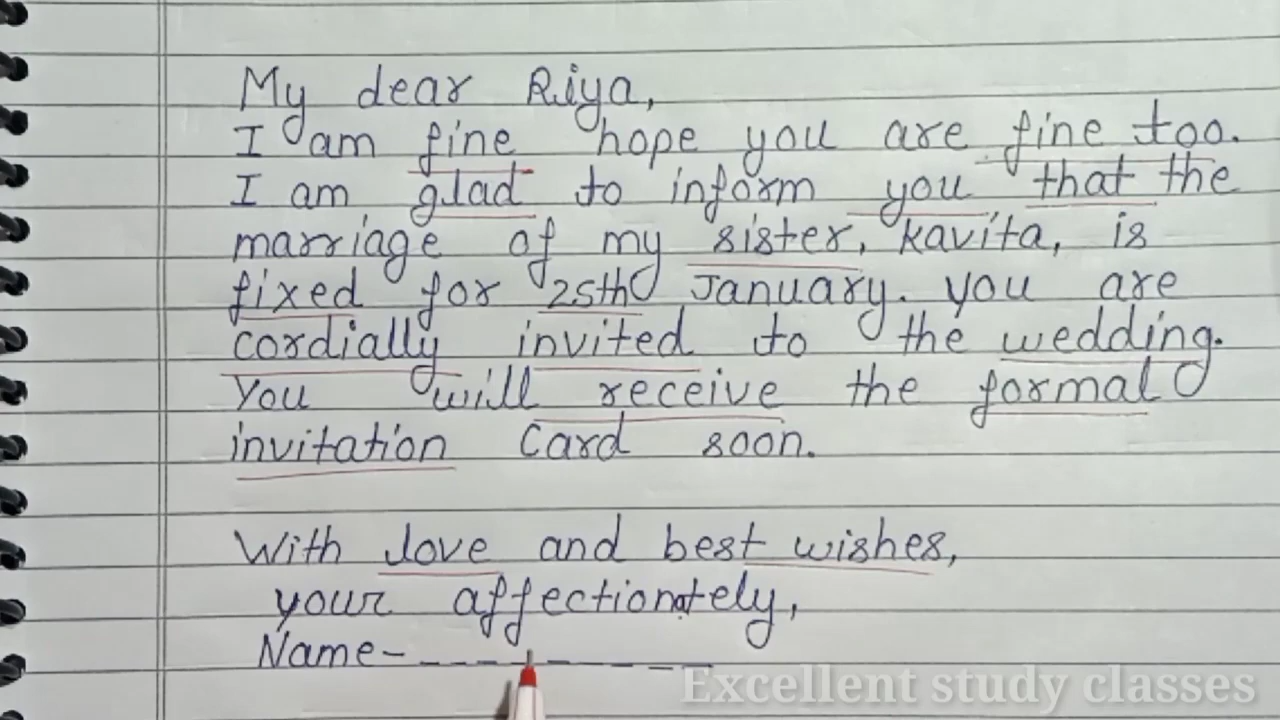 My dear Riya,
I am fine hope you are fine too.
I am glad to inform you that the
marriage of my sister, kavita, is
fixed for 25th January. you are
cordially invited to the wedding.
you will receive the formal
invitation Card soon.
With love and best wishes,
your affectionately,
Name- _ _ _ _ _ _ _ _ _
Excellent study classes